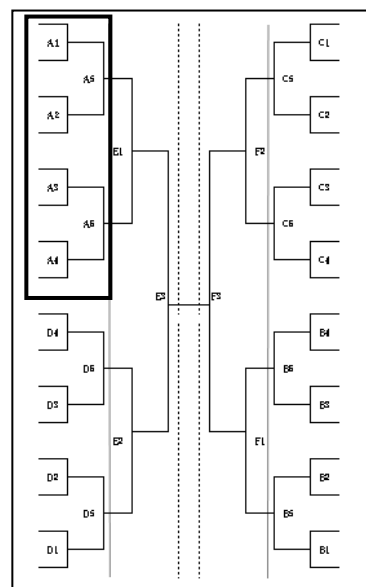 A1 C1
A5 C5
A2 C2
E1 F2
A3 C3
A6 C6
A4 C4
E3 F3
D4 B4
D6 B6
D3 B3
E2 F1
D2 B2
D5 B5
D1 B1